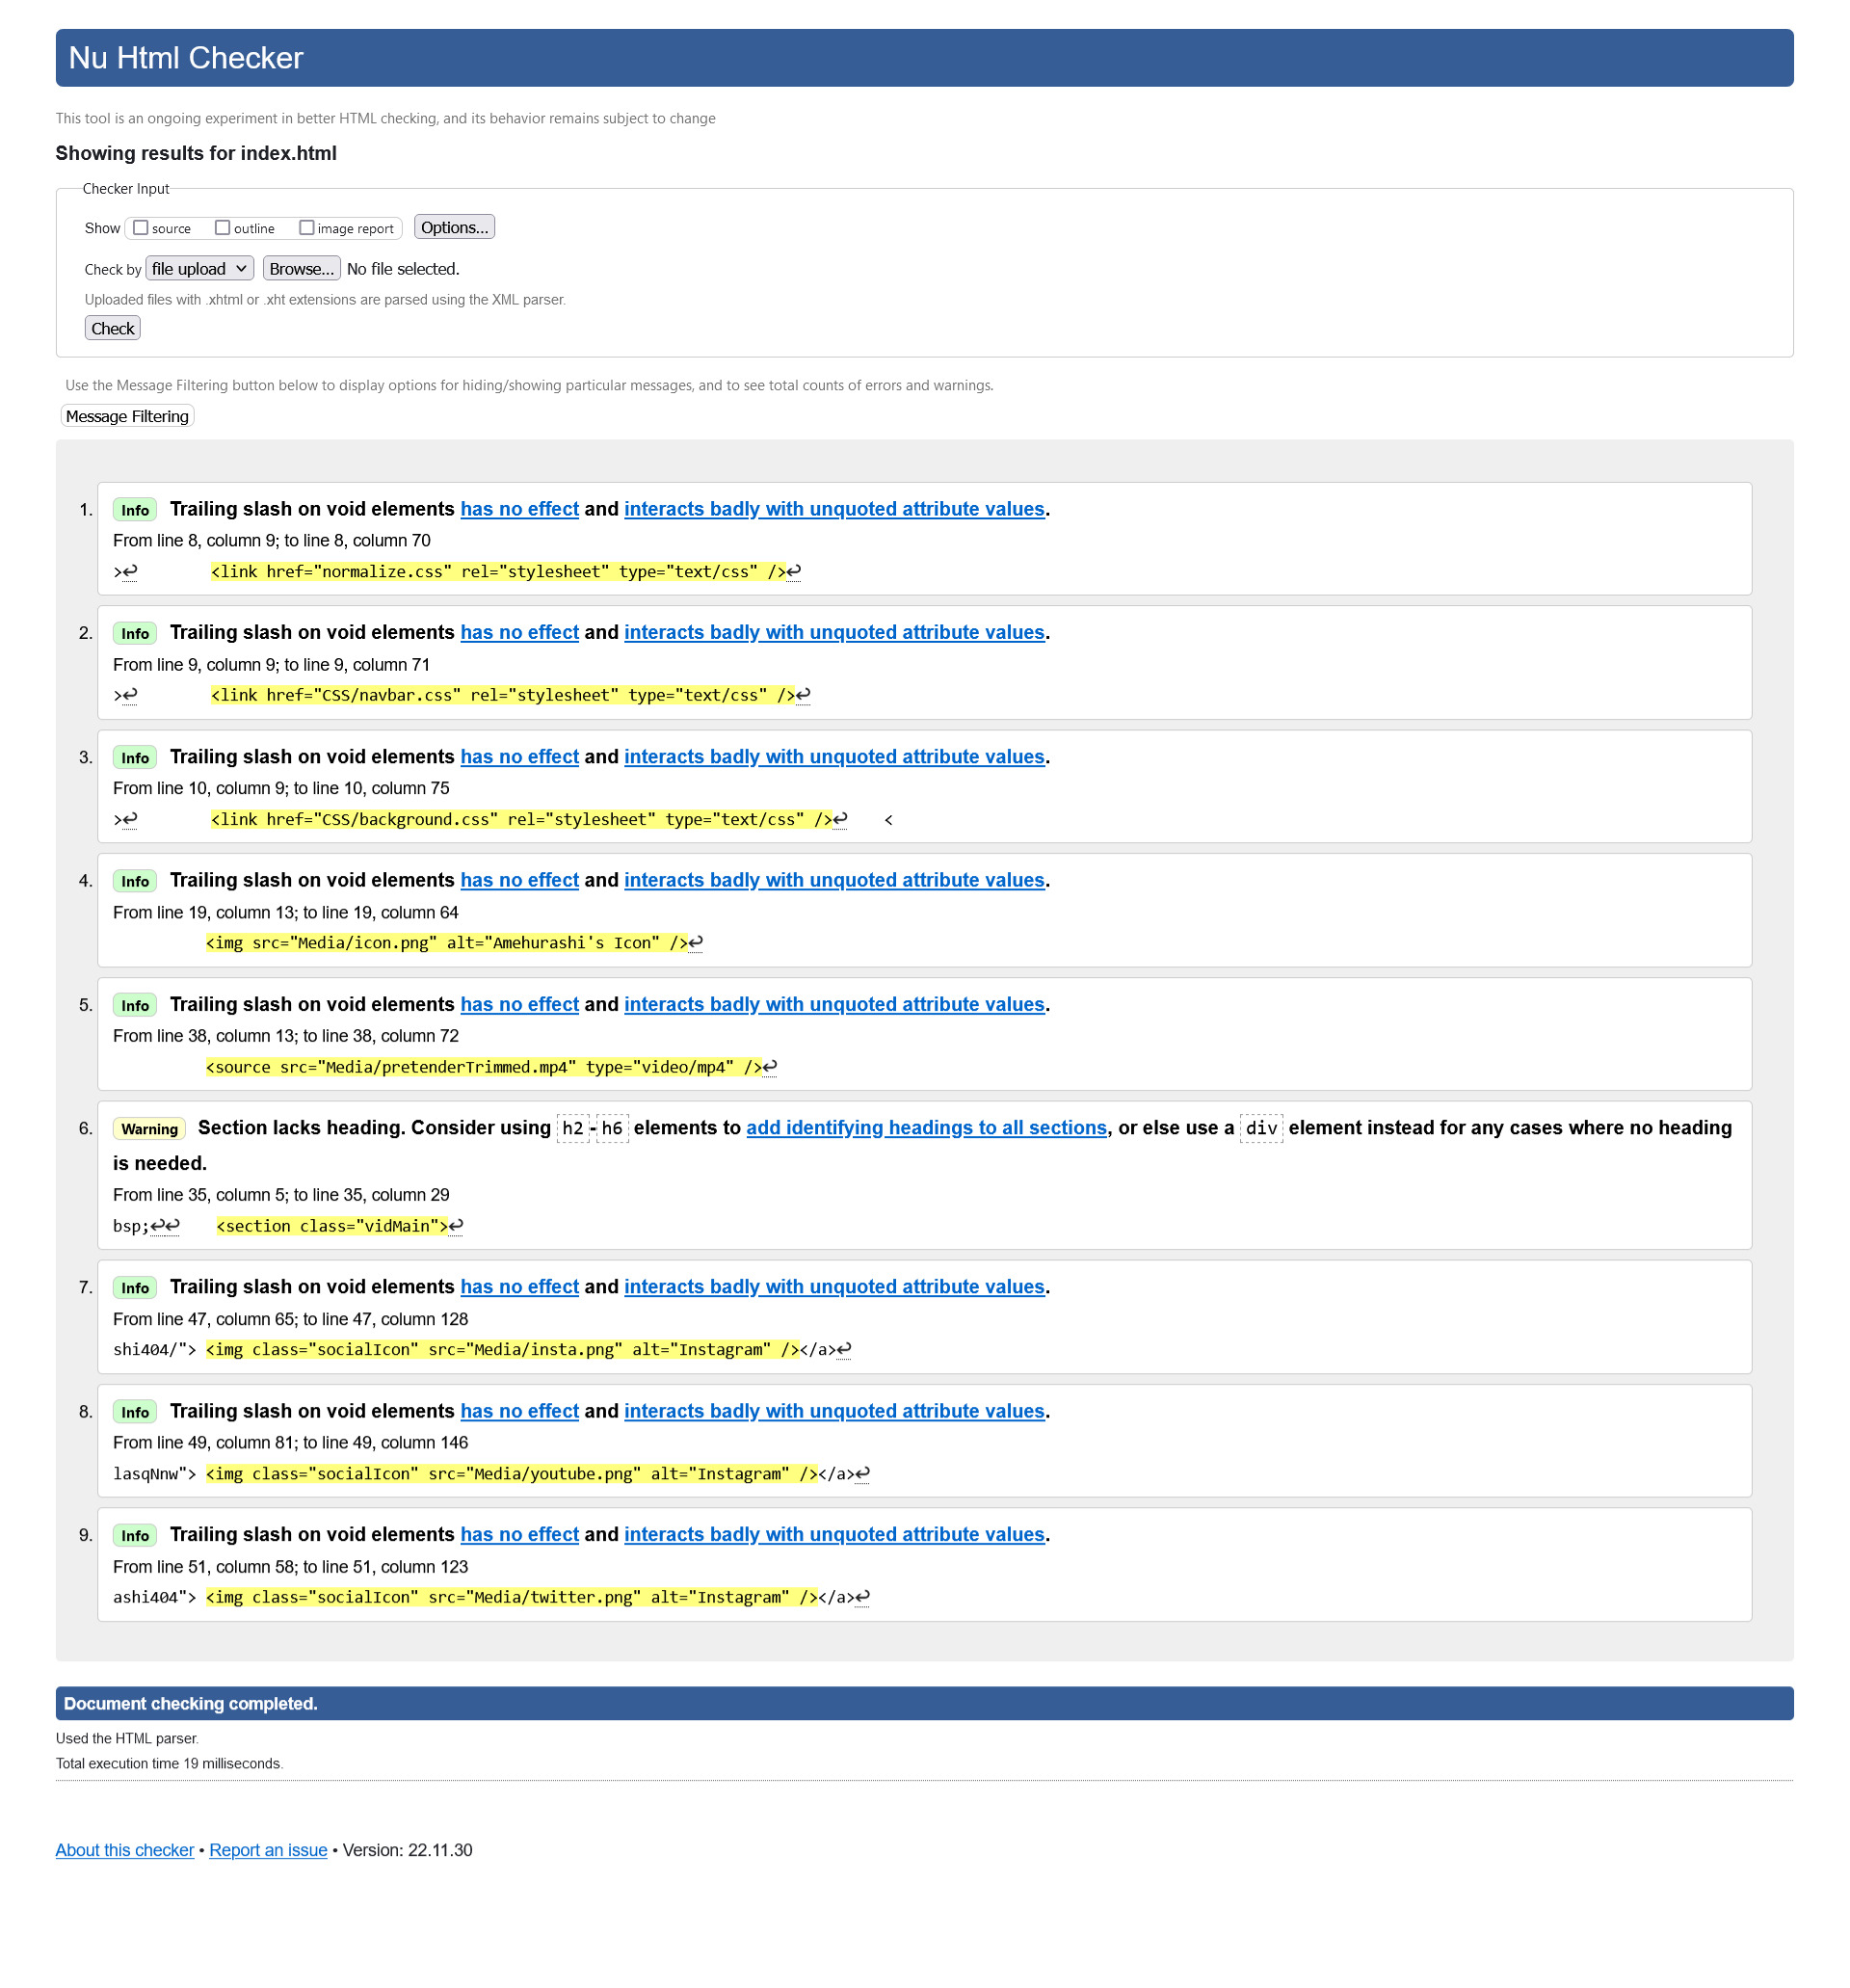 Nu Html Checker
This tool is an ongoing experiment in better HTML checking, and its behavior remains subject to change
Showing results for index.html
Checker Input
Show source outline image report Options...
Check by file upload Browse... No file selected.
Uploaded files with .xhtml or .xht extensions are parsed using the XML parser.
Check
Use the Message Filtering button below to display options for hiding/showing particular messages, and to see total counts of errors and warnings.
Message Filtering
1. Info Trailing slash on void elements has no effect and interacts badly with unquoted attribute values.
From line 8, column 9; to line 8, column 70
>↩ <link href="normalize.css" rel="stylesheet" type="text/css" />↩
2. Info Trailing slash on void elements has no effect and interacts badly with unquoted attribute values.
From line 9, column 9; to line 9, column 71
>↩ <link href="CSS/navbar.css" rel="stylesheet" type="text/css" />↩
3. Info Trailing slash on void elements has no effect and interacts badly with unquoted attribute values.
From line 10, column 9; to line 10, column 75
>↩ <link href="CSS/background.css" rel="stylesheet" type="text/css" />↩ <
4. Info Trailing slash on void elements has no effect and interacts badly with unquoted attribute values.
From line 19, column 13; to line 19, column 64
<img src="Media/icon.png" alt="Amehurashi's Icon" />↩
5. Info Trailing slash on void elements has no effect and interacts badly with unquoted attribute values.
From line 38, column 13; to line 38, column 72
<source src="Media/pretenderTrimmed.mp4" type="video/mp4" />↩
6. Warning Section lacks heading. Consider using h2-h6 elements to add identifying headings to all sections, or else use a div element instead for any cases where no heading
is needed.
From line 35, column 5; to line 35, column 29
bsp;↩↩ <section class="vidMain">↩
7. Info Trailing slash on void elements has no effect and interacts badly with unquoted attribute values.
From line 47, column 65; to line 47, column 128
shi404/"> <img class="socialIcon" src="Media/insta.png" alt="Instagram" /></a>↩
8. Info Trailing slash on void elements has no effect and interacts badly with unquoted attribute values.
From line 49, column 81; to line 49, column 146
lasqNnw"> <img class="socialIcon" src="Media/youtube.png" alt="Instagram" /></a>↩
9. Info Trailing slash on void elements has no effect and interacts badly with unquoted attribute values.
From line 51, column 58; to line 51, column 123
ashi404"> <img class="socialIcon" src="Media/twitter.png" alt="Instagram" /></a>↩
Document checking completed.
Used the HTML parser.
Total execution time 19 milliseconds.
About this checker • Report an issue • Version: 22.11.30